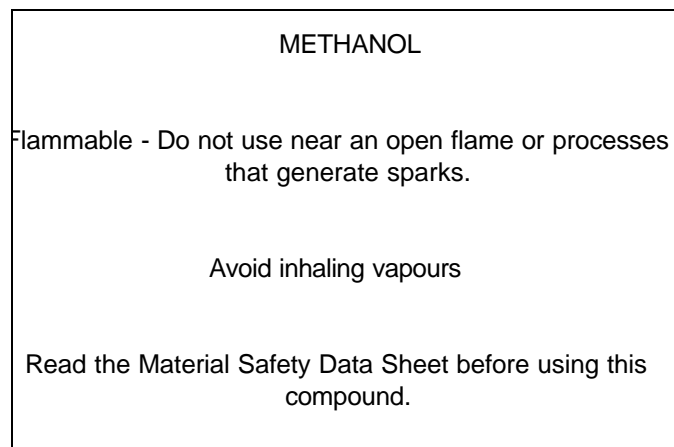 METHANOL
Flammable - Do not use near an open flame or processes
that generate sparks.
Avoid inhaling vapours
Read the Material Safety Data Sheet before using this
compound.